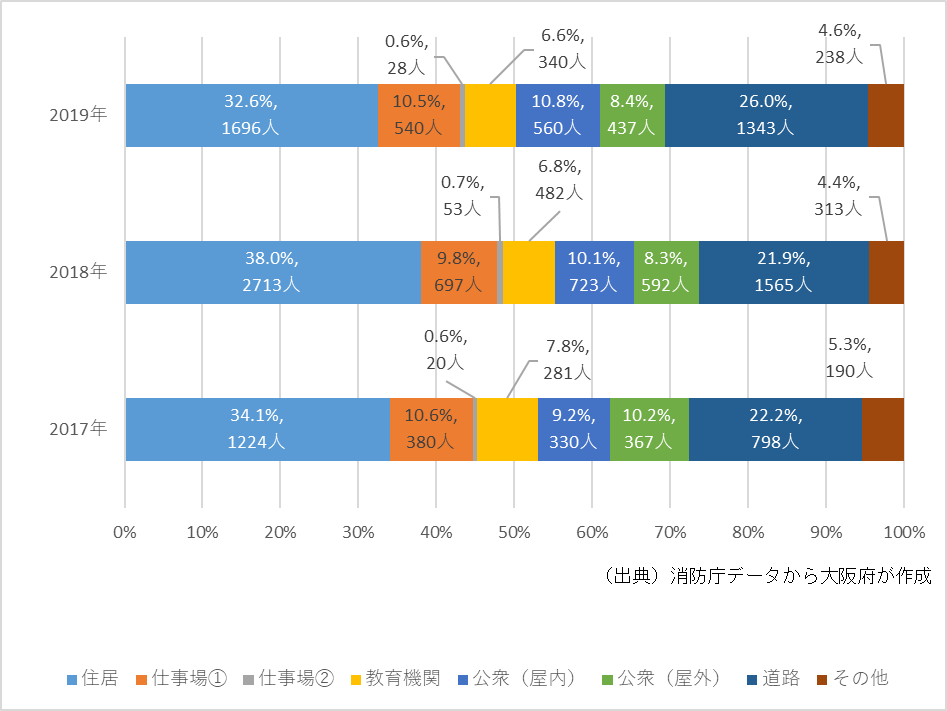 0.6%,
28人
6.6%,
340人
4.6%,
238人
2019年
32.6%,
1696人
10.5%,
540人
10.8%,
560人
8.4%,
437人
26.0%,
1343人
0.7%,
53人
6.8%,
482人
4.4%,
313人
2018年
38.0%,
2713人
9.8%,
697人
10.1%,
723人
8.3%,
592人
21.9%,
1565人
0.6%,
20人
7.8%,
281人
5.3%,
190人
2017年
34.1%,
1224人
10.6%,
380人
9.2%,
330人
10.2%,
367人
22.2%,
798人
0% 10% 20% 30% 40% 50% 60% 70% 80% 90% 100%
（出典）消防庁データから大阪府が作成
住居 仕事場① 仕事場② 教育機関 公衆（屋内） 公衆（屋外） 道路 その他